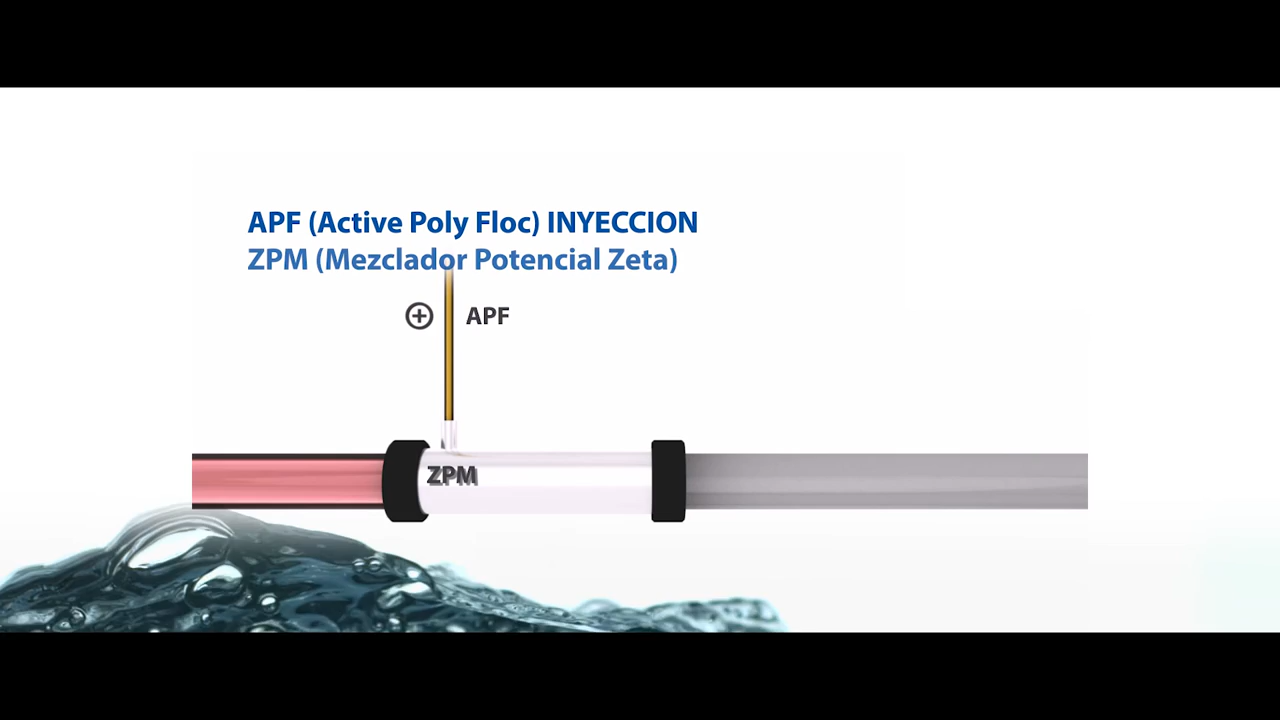 APF (Active Poly Floc) INYECCION
ZPM (Mezclador Potencial Zeta)
APF
ZPM